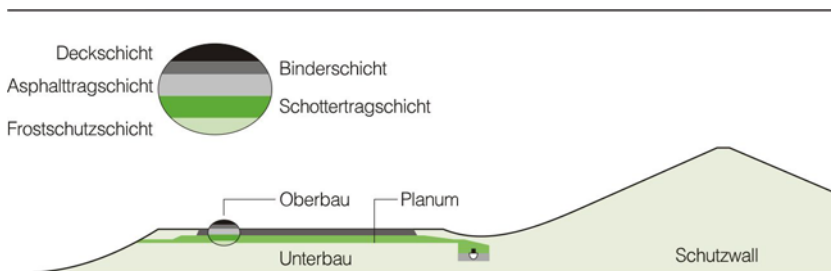 Deckschicht
Binderschicht
Asphalttragschicht
Schottertragschicht
Frostschutzschicht
Oberbau
Planum
Unterbau
Schutzwall